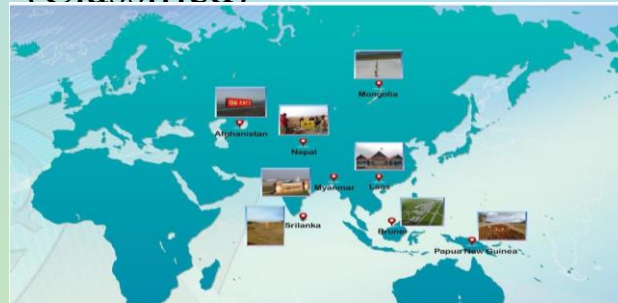 Mongolia
Afghanistan
Nepal
Myanmar
Laos
Srilanka
Brunei
Papua New Guinea